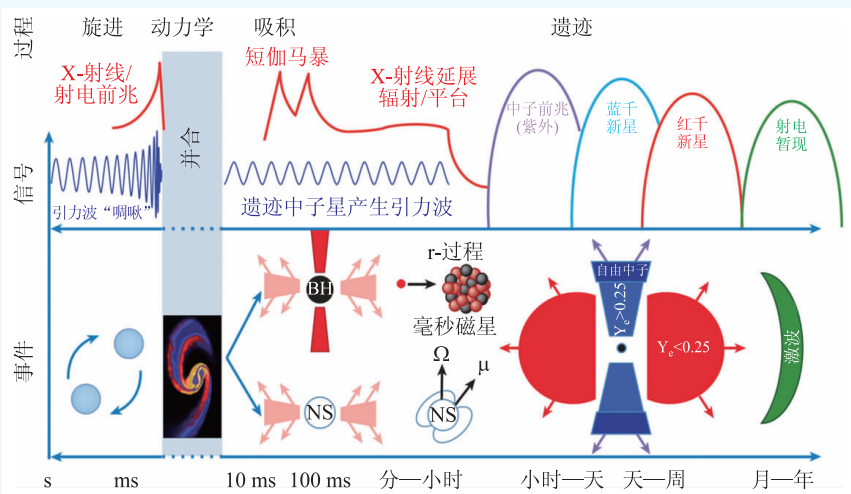 过程
旋进
动力学
吸积
遗迹
信号
X-射线/
射电前兆
并合
短伽马暴
X-射线延展
辐射/平台
中子前兆
(紫外)
蓝千
新星
红千
新星
射电
暂现
引力波“啁啾”
遗迹中子星产生引力波
事件
BH
r-过程
毫秒磁星
NS
Ω
μ
NS
自由中子
Ye>0.25
Ye<0.25
激波
s
ms
10 ms
100 ms
分—小时
小时—天
天—周
月—年